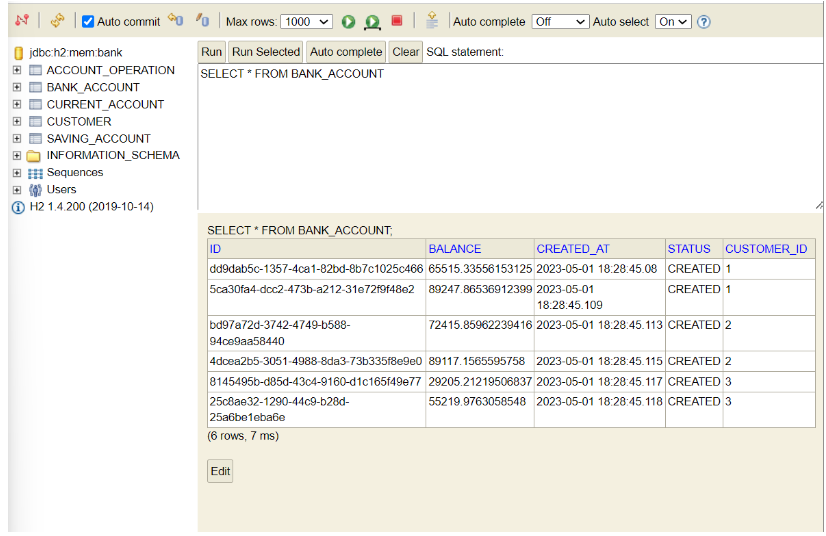 Auto commit Max rows: 1000 Auto complete Off Auto select On ?
jdbc:h2:mem:bank
ACCOUNT_OPERATION
BANK_ACCOUNT
CURRENT_ACCOUNT
CUSTOMER
SAVING_ACCOUNT
INFORMATION_SCHEMA
Sequences
Users
H2 1.4.200 (2019-10-14)
Run Run Selected Auto complete Clear SQL statement:
SELECT * FROM BANK_ACCOUNT
SELECT * FROM BANK_ACCOUNT;
ID BALANCE CREATED_AT STATUS CUSTOMER_ID
dd9dab5c-1357-4ca1-82bd-8b7c1025c466 65515.33556153125 2023-05-01 18:28:45.08 CREATED 1
5ca30fa4-dcc2-473b-a212-31e72f9f48e2 89247.86536912399 2023-05-01 CREATED 1
18:28:45.109
bd97a72d-3742-4749-b588- 72415.85962239416 2023-05-01 18:28:45.113 CREATED 2
94ce9aa58440
4dcea2b5-3051-4988-8da3-73b335f8e9e0 89117.1565595758 2023-05-01 18:28:45.115 CREATED 2
8145495b-d85d-43c4-9160-d1c165f49e77 29205.21219506837 2023-05-01 18:28:45.117 CREATED 3
25c8ae32-1290-44c9-b28d- 55219.9763058548 2023-05-01 18:28:45.118 CREATED 3
25a6be1eba6e
(6 rows, 7 ms)
Edit